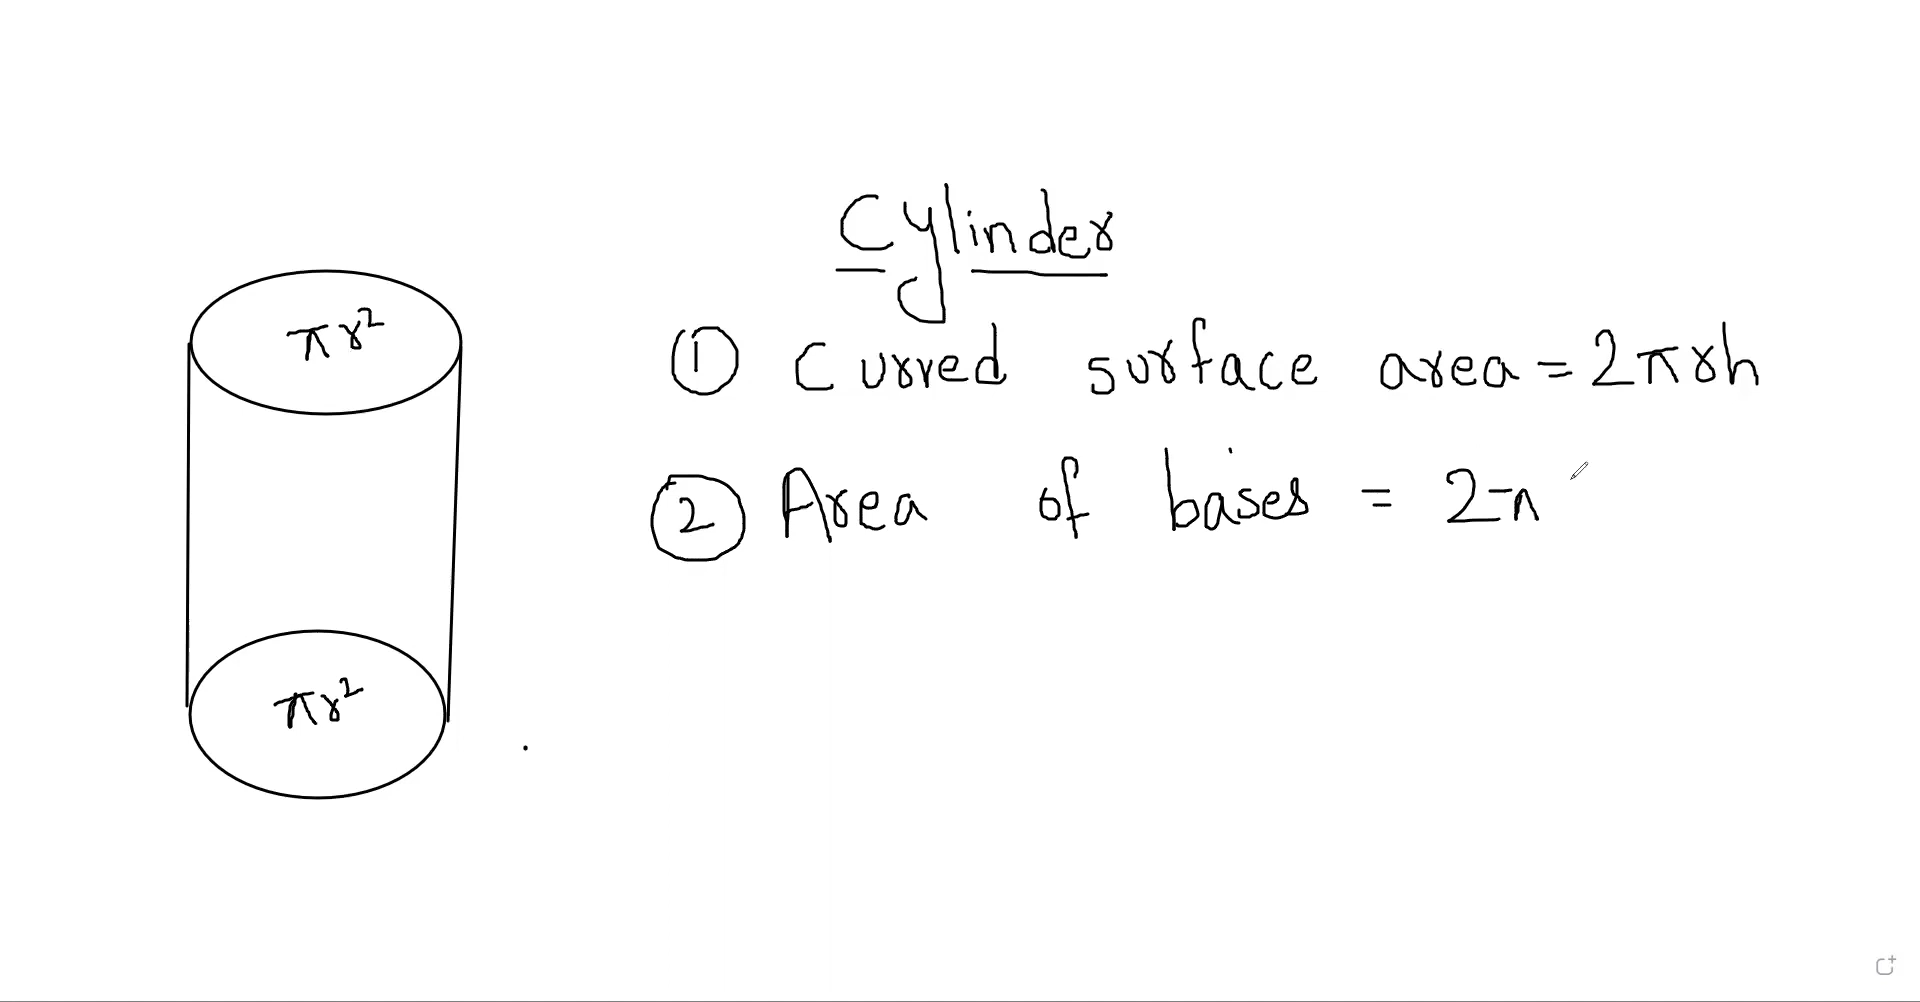 Cylinder
πr²
① Curved surface area = 2πrh
② Area of bases = 2π
πr²